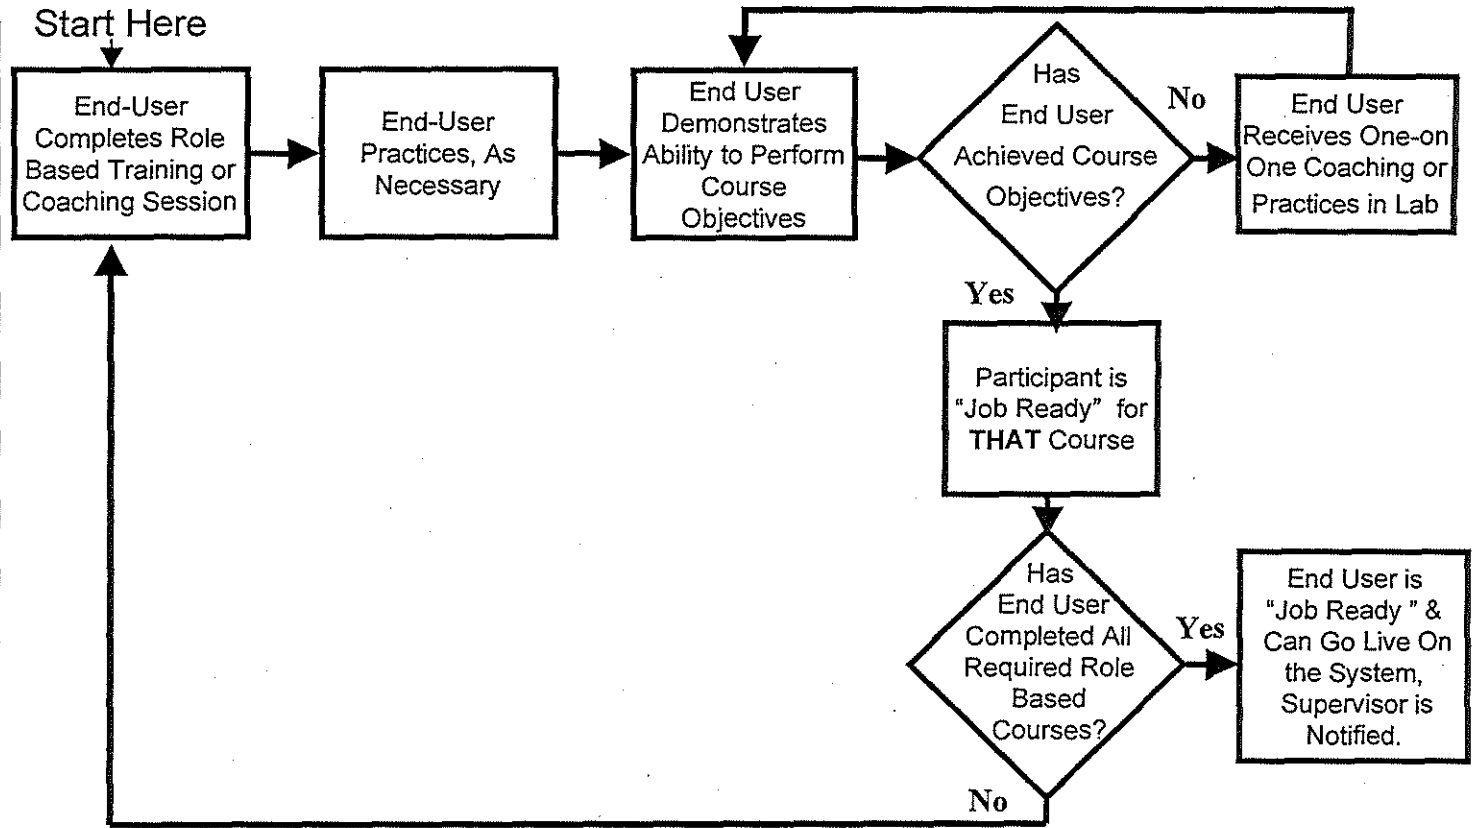 Start Here
End-User
Completes Role
Based Training or
Coaching Session
End-User
Practices, As
Necessary
End User
Demonstrates
Ability to Perform
Course
Objectives
Has
End User
Achieved Course
Objectives?
No
End User
Receives One-on
One Coaching or
Practices in Lab
Yes
Participant is
“Job Ready” for
THAT Course
Has
End User
Completed All
Required Role
Based
Courses?
Yes
End User is
“Job Ready ” &
Can Go Live On
the System,
Supervisor is
Notified.
No